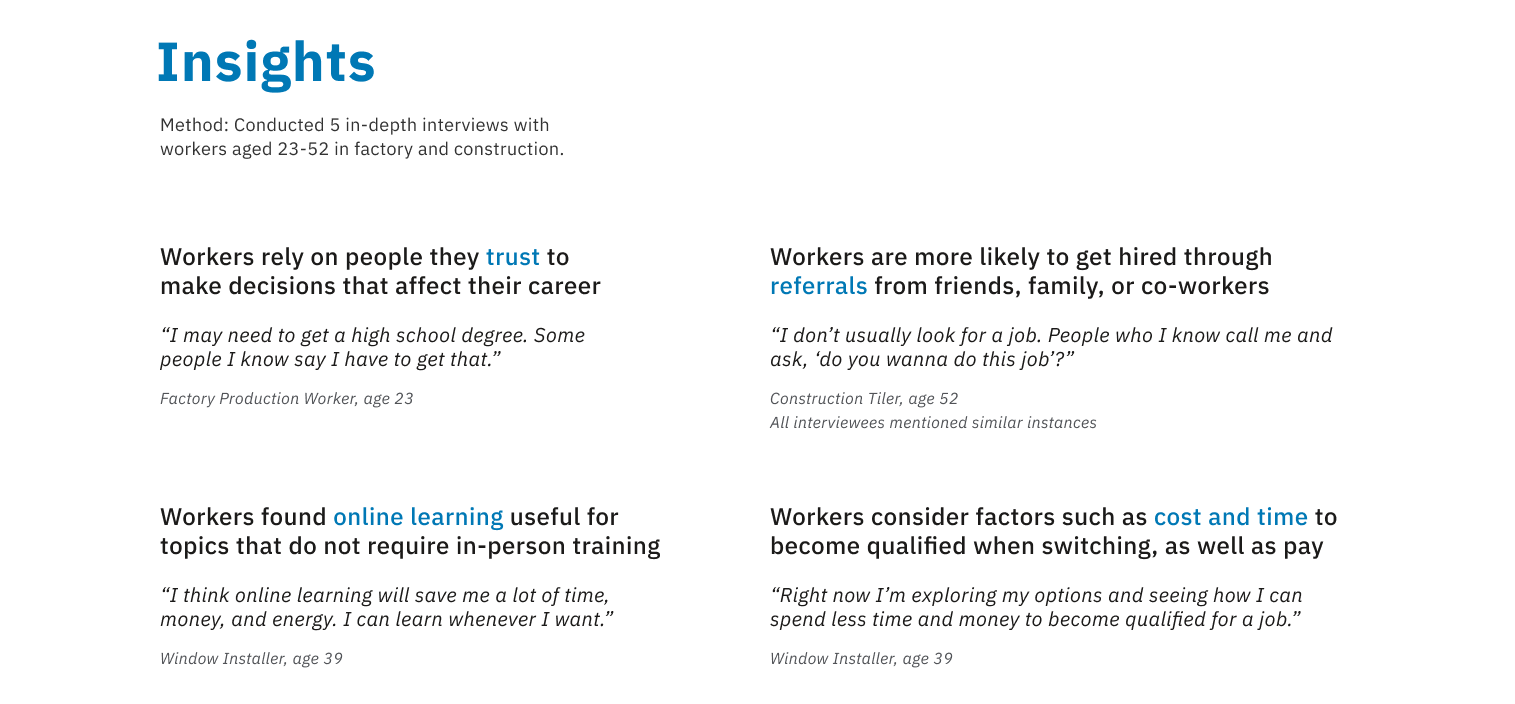 Insights
Method: Conducted 5 in-depth interviews with
workers aged 23-52 in factory and construction.
Workers rely on people they trust to
make decisions that affect their career
“I may need to get a high school degree. Some
people I know say I have to get that.”
Factory Production Worker, age 23
Workers are more likely to get hired through
referrals from friends, family, or co-workers
“I don’t usually look for a job. People who I know call me and
ask, ‘do you wanna do this job’?”
Construction Tiler, age 52
All interviewees mentioned similar instances
Workers found online learning useful for
topics that do not require in-person training
“I think online learning will save me a lot of time,
money, and energy. I can learn whenever I want.”
Window Installer, age 39
Workers consider factors such as cost and time to
become qualified when switching, as well as pay
“Right now I’m exploring my options and seeing how I can
spend less time and money to become qualified for a job.”
Window Installer, age 39